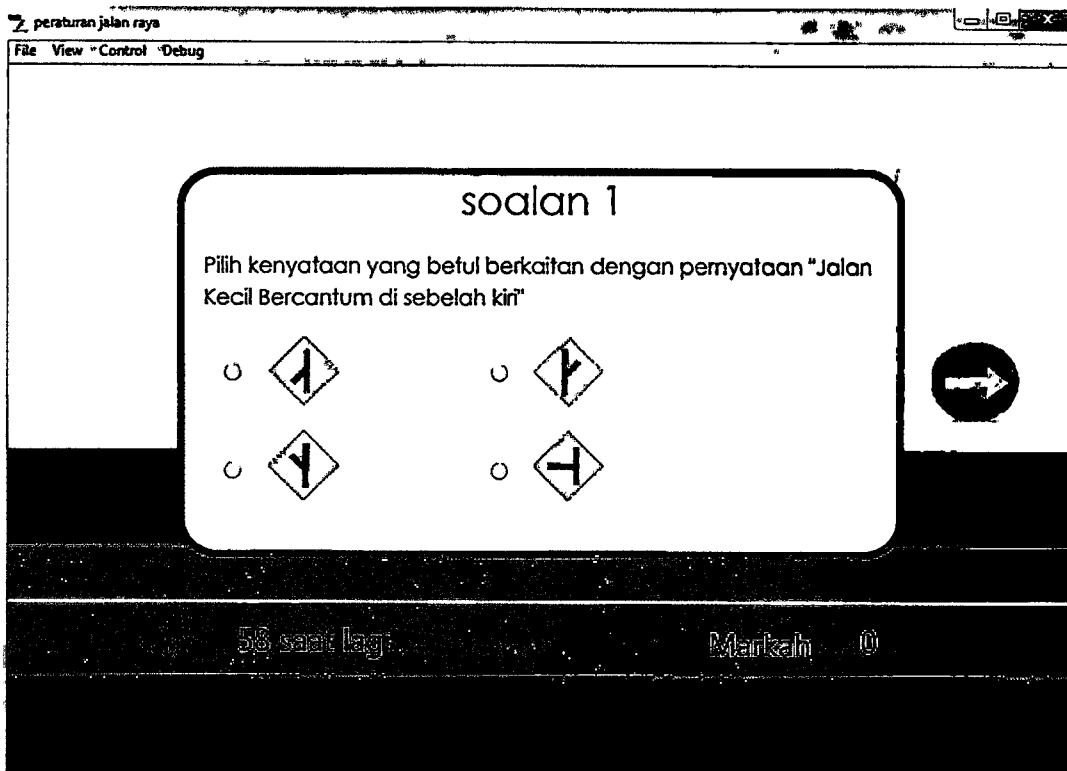 peraturan jalan raya
File View Control Debug
soalan 1
Pilih kenyataan yang betul berkaitan dengan pernyataan "Jalan
Kecil Bercantum di sebelah kiri"
58 saat lagi
Markah 0